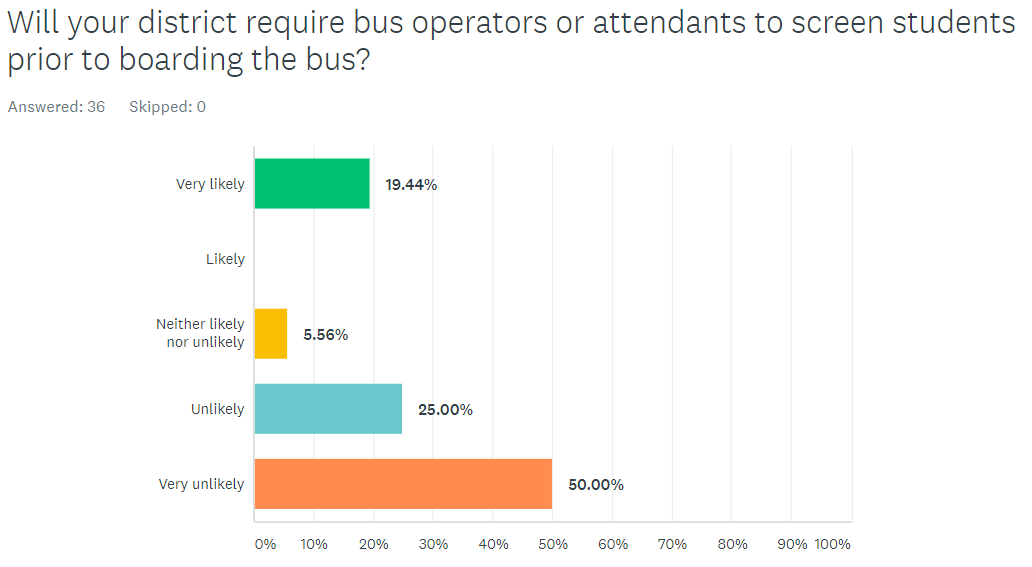 Will your district require bus operators or attendants to screen students
prior to boarding the bus?
Answered: 36 Skipped: 0
Very likely 19.44%
Likely
Neither likely
nor unlikely 5.56%
Unlikely 25.00%
Very unlikely 50.00%
0% 10% 20% 30% 40% 50% 60% 70% 80% 90% 100%